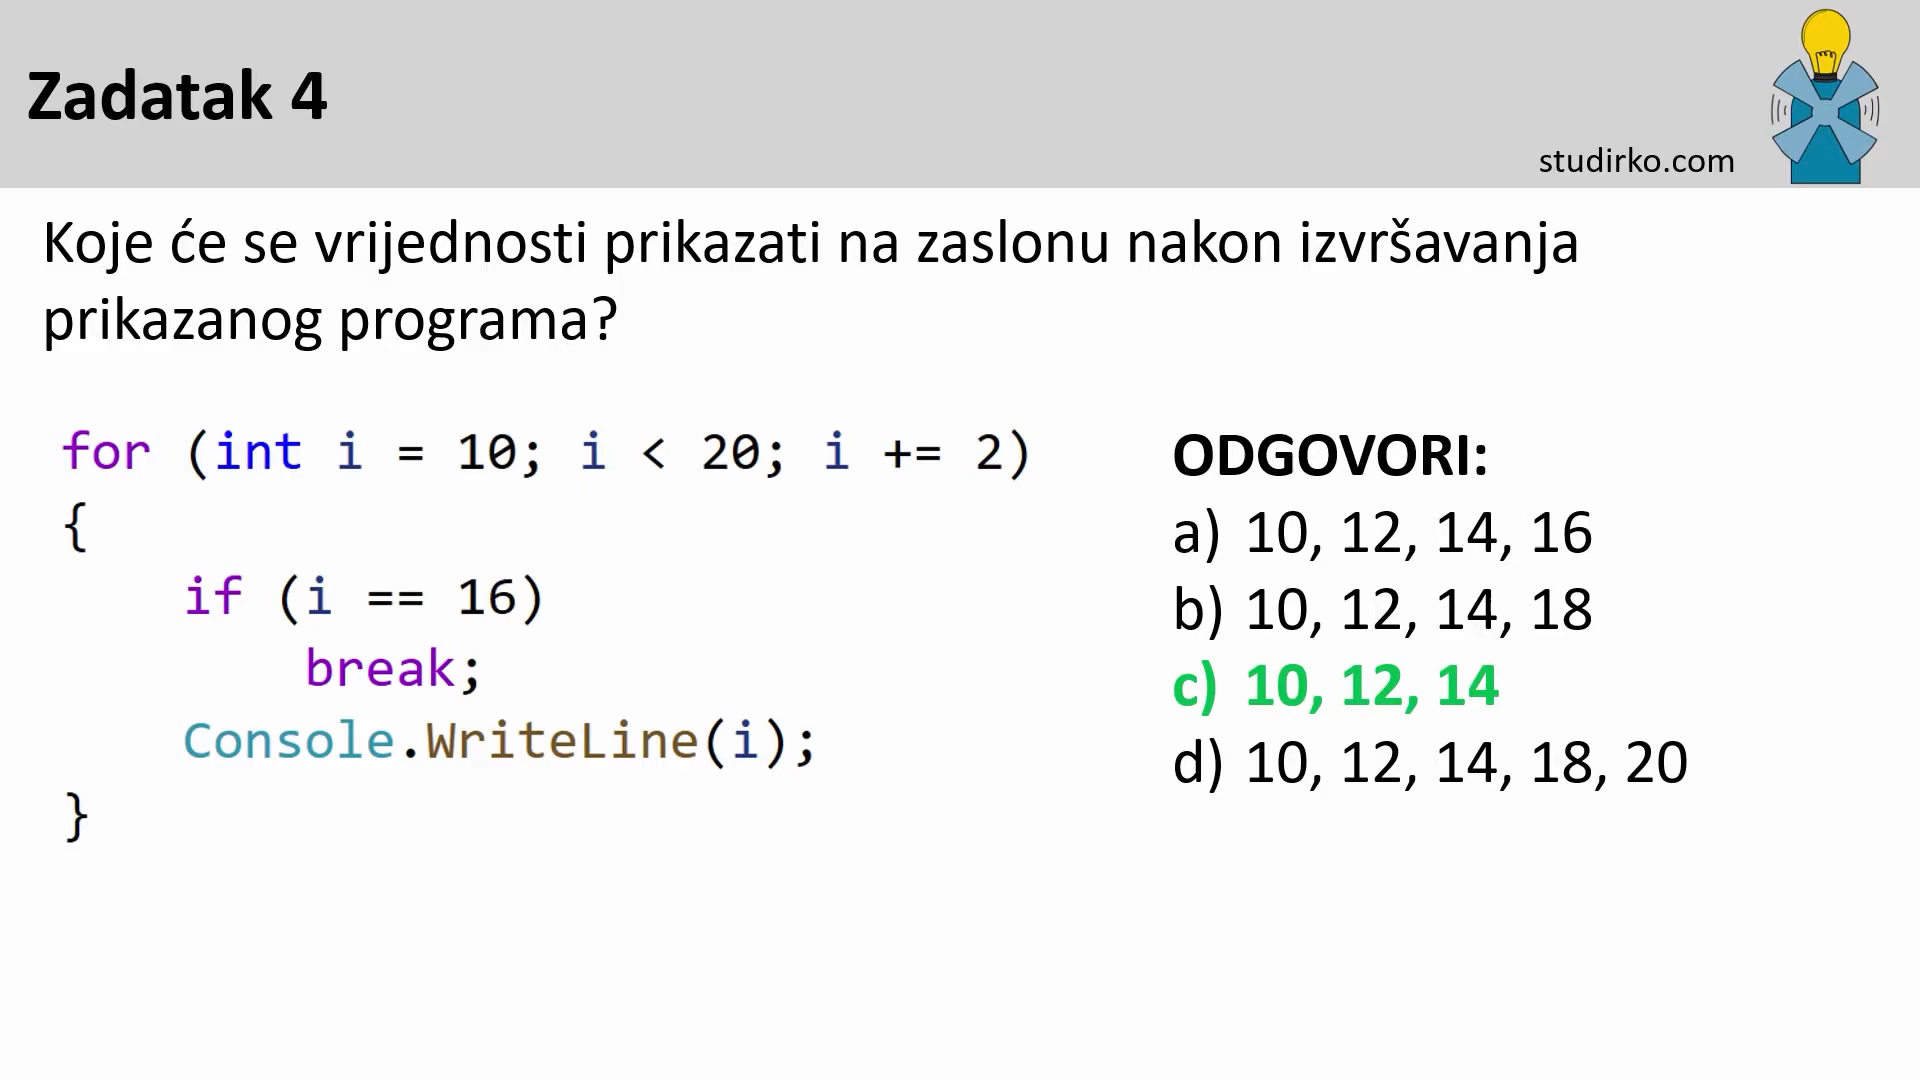 Zadatak 4
studirko.com
Koje će se vrijednosti prikazati na zaslonu nakon izvršavanja
prikazanog programa?
for (int i = 10; i < 20; i += 2)
{
    if (i == 16)
        break;
    Console.WriteLine(i);
}
ODGOVORI:
a) 10, 12, 14, 16
b) 10, 12, 14, 18
c) 10, 12, 14
d) 10, 12, 14, 18, 20